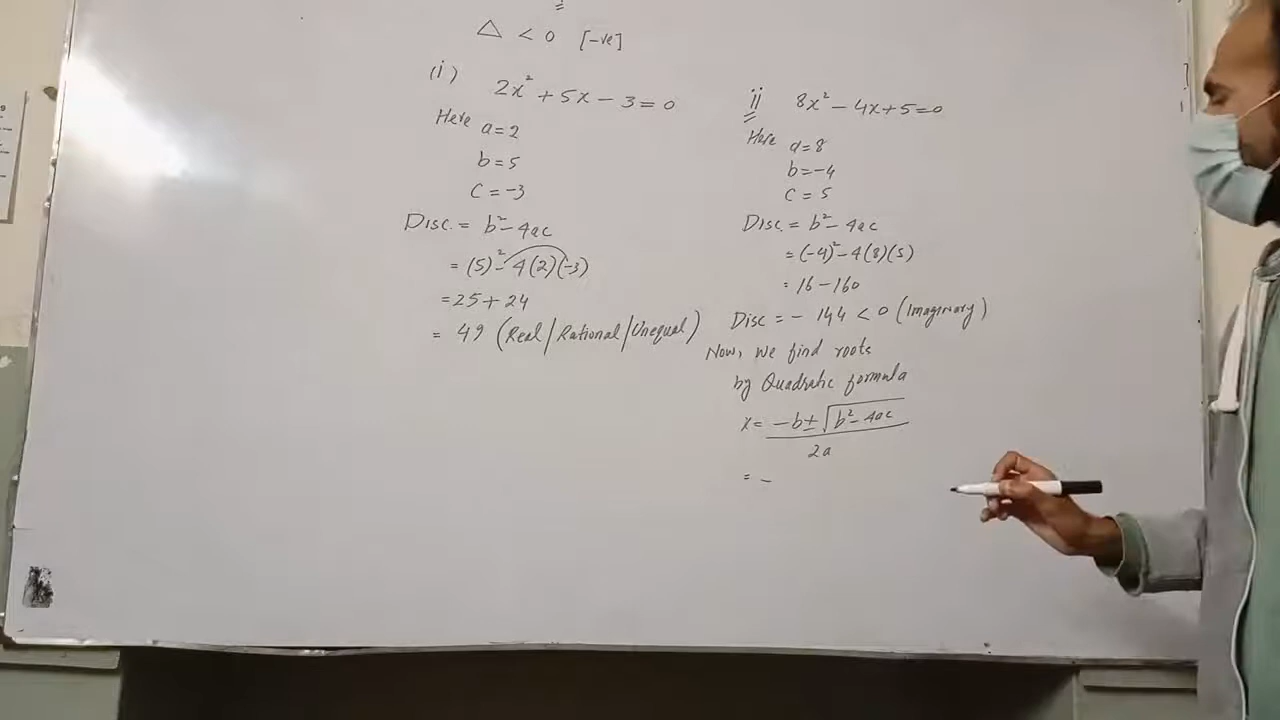 △ < 0 [-ve]
(i) 2x² + 5x - 3 = 0
Here a = 2
b = 5
c = -3
Disc. = b² - 4ac
= (5)² - 4(2)(-3)
= 25 + 24
= 49 (Real/Rational/Unequal)
ii 8x² - 4x + 5 = 0
Here a = 8
b = -4
c = 5
Disc. = b² - 4ac
= (-4)² - 4(8)(5)
= 16 - 160
Disc = - 144 < 0 (Imaginary)
Now, we find roots
by Quadratic formula
x = -b ± √b² - 4ac
2a
= -